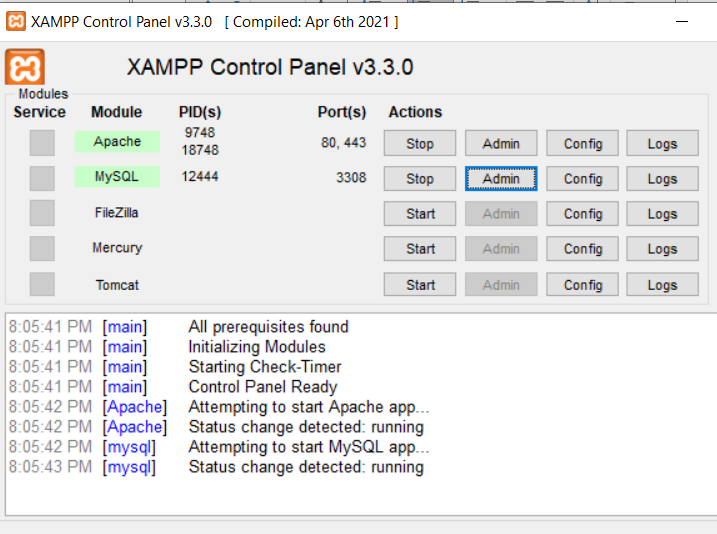 XAMPP Control Panel v3.3.0 [ Compiled: Apr 6th 2021 ]
XAMPP Control Panel v3.3.0
Modules
Service Module PID(s) Port(s) Actions
Apache 9748 18748 80, 443 Stop Admin Config Logs
MySQL 12444 3308 Stop Admin Config Logs
FileZilla Start Admin Config Logs
Mercury Start Admin Config Logs
Tomcat Start Admin Config Logs
8:05:41 PM [main] All prerequisites found
8:05:41 PM [main] Initializing Modules
8:05:41 PM [main] Starting Check-Timer
8:05:41 PM [main] Control Panel Ready
8:05:42 PM [Apache] Attempting to start Apache app...
8:05:42 PM [Apache] Status change detected: running
8:05:42 PM [mysql] Attempting to start MySQL app...
8:05:43 PM [mysql] Status change detected: running